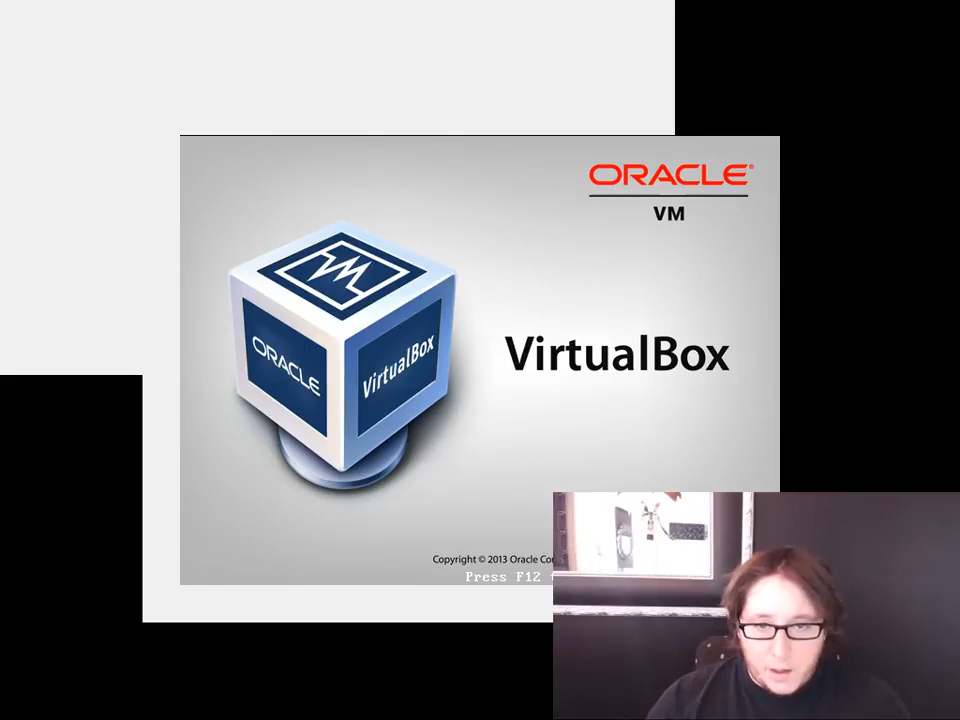 ORACLE®
VM
ORACLE
VirtualBox
VirtualBox
Copyright © 2013 Oracle
Press F12